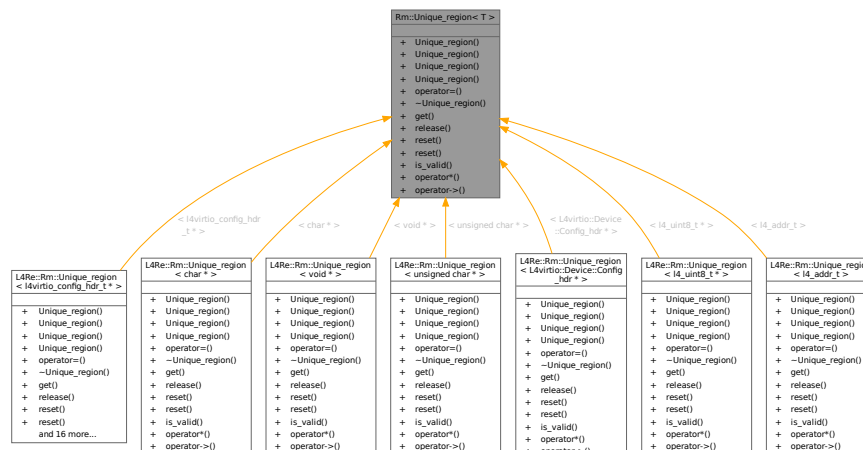 Rm::Unique_region< T >
+ Unique_region()
+ Unique_region()
+ Unique_region()
+ Unique_region()
+ operator=()
+ ~Unique_region()
+ get()
+ release()
+ reset()
+ reset()
+ is_valid()
+ operator*()
+ operator->()
< l4virtio_config_hdr
_t * >
< char * >
< void * >
< unsigned char * >
< L4virtio::Device
::Config_hdr * >
< l4_uint8_t * >
< l4_addr_t >
L4Re::Rm::Unique_region
< l4virtio_config_hdr_t * >
+ Unique_region()
+ Unique_region()
+ Unique_region()
+ Unique_region()
+ operator=()
+ ~Unique_region()
+ get()
+ release()
+ reset()
+ reset()
and 16 more...
L4Re::Rm::Unique_region
< char * >
+ Unique_region()
+ Unique_region()
+ Unique_region()
+ Unique_region()
+ operator=()
+ ~Unique_region()
+ get()
+ release()
+ reset()
+ reset()
+ is_valid()
+ operator*()
+ operator->()
L4Re::Rm::Unique_region
< void * >
+ Unique_region()
+ Unique_region()
+ Unique_region()
+ Unique_region()
+ operator=()
+ ~Unique_region()
+ get()
+ release()
+ reset()
+ reset()
+ is_valid()
+ operator*()
+ operator->()
L4Re::Rm::Unique_region
< unsigned char * >
+ Unique_region()
+ Unique_region()
+ Unique_region()
+ Unique_region()
+ operator=()
+ ~Unique_region()
+ get()
+ release()
+ reset()
+ reset()
+ is_valid()
+ operator*()
+ operator->()
L4Re::Rm::Unique_region
< L4virtio::Device::Config
_hdr * >
+ Unique_region()
+ Unique_region()
+ Unique_region()
+ Unique_region()
+ operator=()
+ ~Unique_region()
+ get()
+ release()
+ reset()
+ reset()
+ is_valid()
+ operator*()
L4Re::Rm::Unique_region
< l4_uint8_t * >
+ Unique_region()
+ Unique_region()
+ Unique_region()
+ Unique_region()
+ operator=()
+ ~Unique_region()
+ get()
+ release()
+ reset()
+ reset()
+ is_valid()
+ operator*()
+ operator->()
L4Re::Rm::Unique_regio
< l4_addr_t >
+ Unique_region()
+ Unique_region()
+ Unique_region()
+ Unique_region()
+ operator=()
+ ~Unique_region()
+ get()
+ release()
+ reset()
+ reset()
+ is_valid()
+ operator*()
+ operator->()